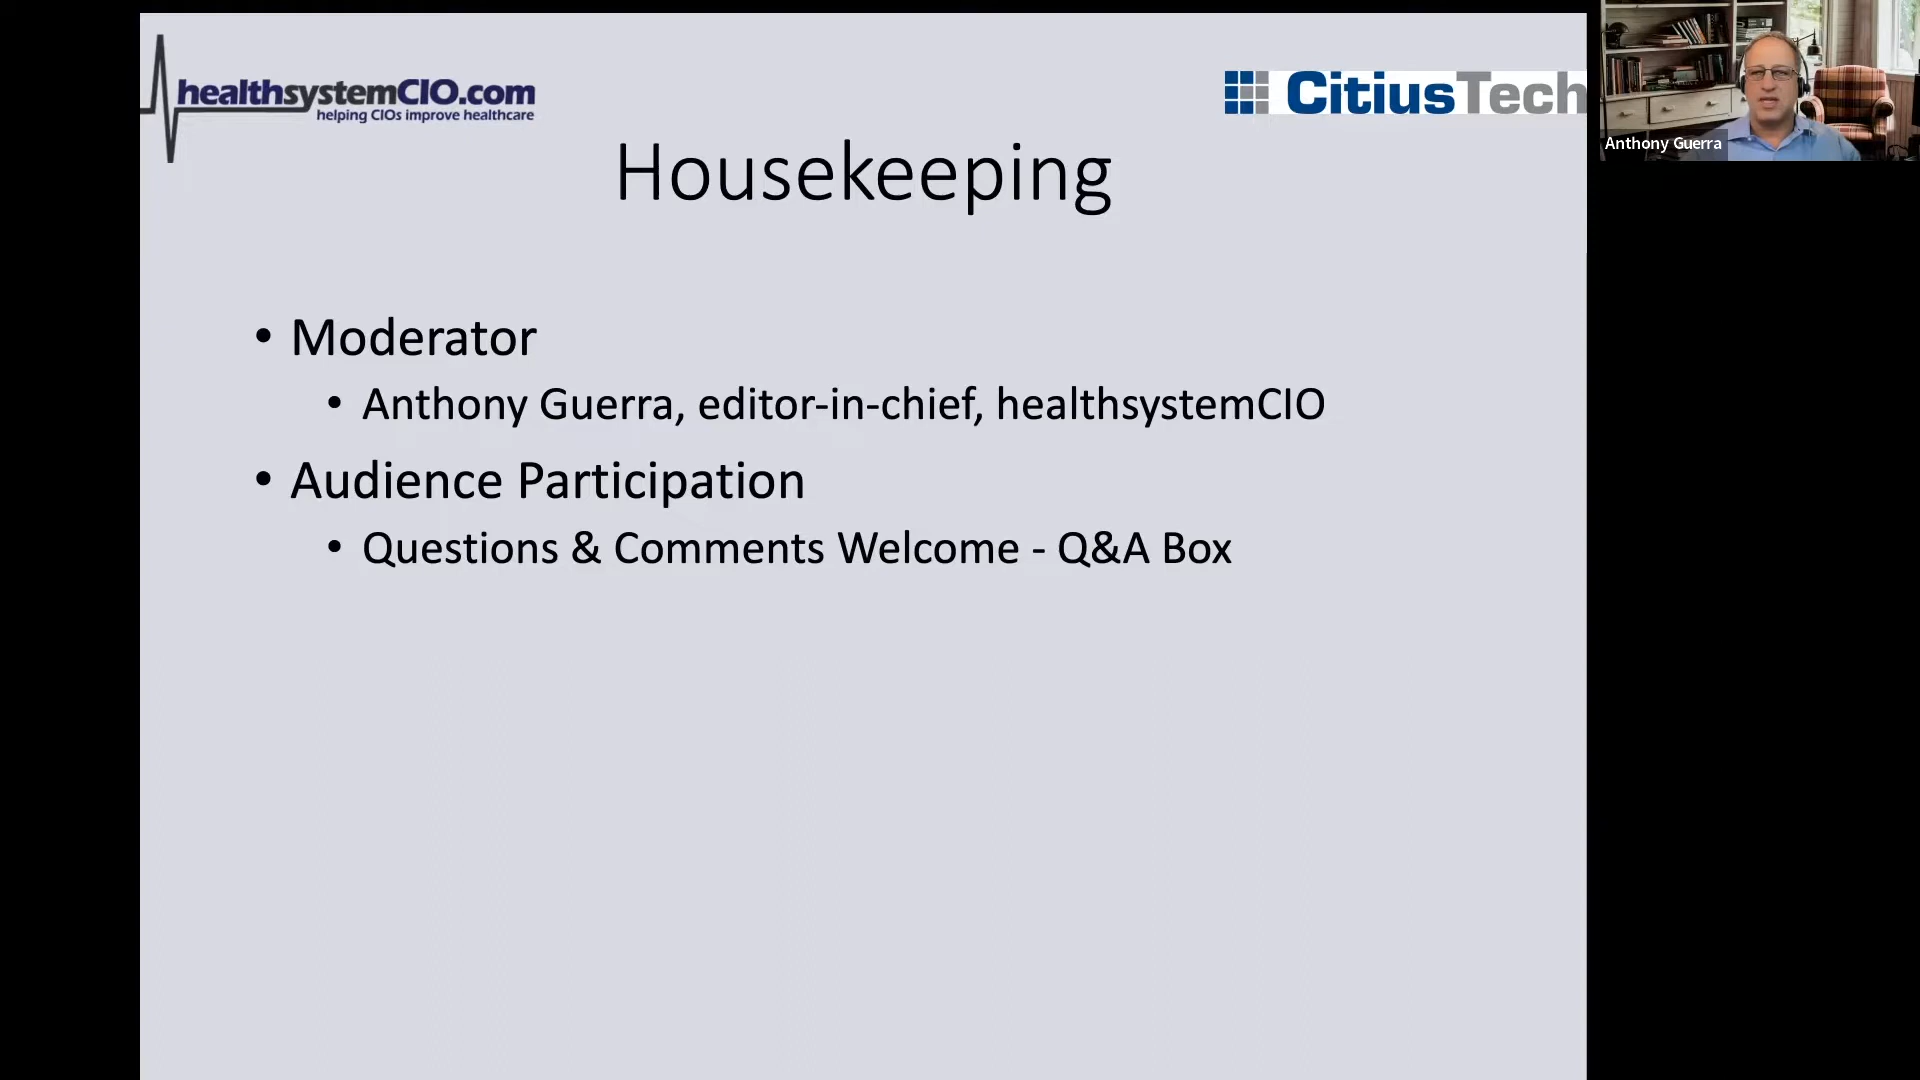 healthsystemCIO.com
helping CIOs improve healthcare
CitiusTech
Anthony Guerra
Housekeeping
• Moderator
• Anthony Guerra, editor-in-chief, healthsystemCIO
• Audience Participation
• Questions & Comments Welcome - Q&A Box